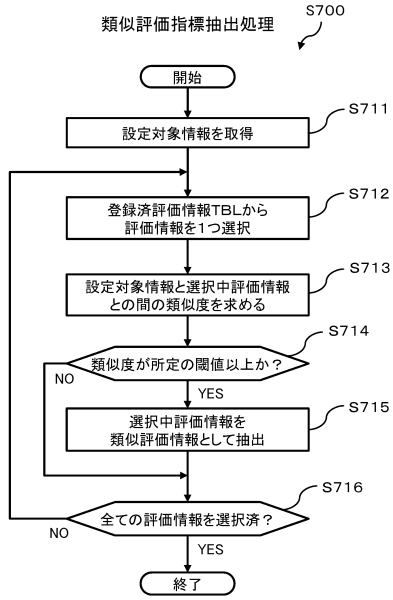 類似評価指標抽出処理
S700
開始
設定対象情報を取得
S711
登録済評価情報TBLから
評価情報を1つ選択
S712
設定対象情報と選択中評価情報
との間の類似度を求める
S713
類似度が所定の閾値以上か?
S714
NO
YES
選択中評価情報を
類似評価情報として抽出
S715
全ての評価情報を選択済?
S716
NO
YES
終了